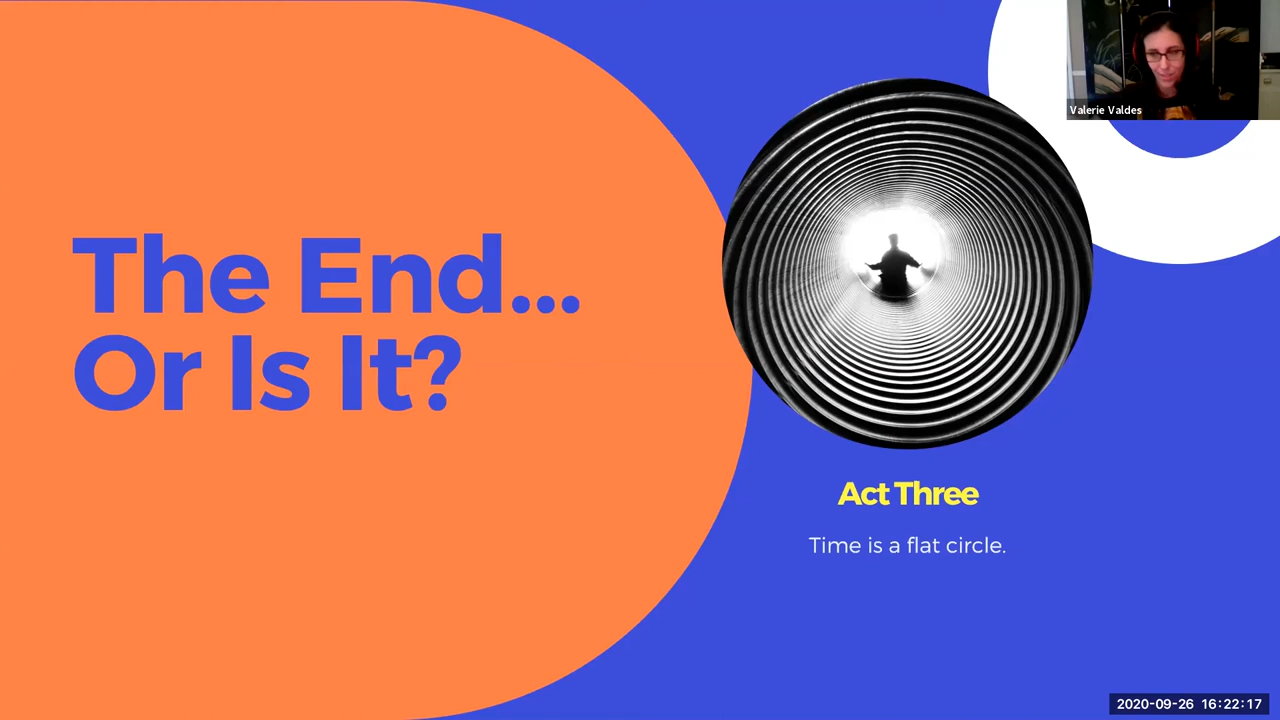 Valerie Valdes
The End...
Or Is It?
Act Three
Time is a flat circle.
2020-09-26 16:22:17